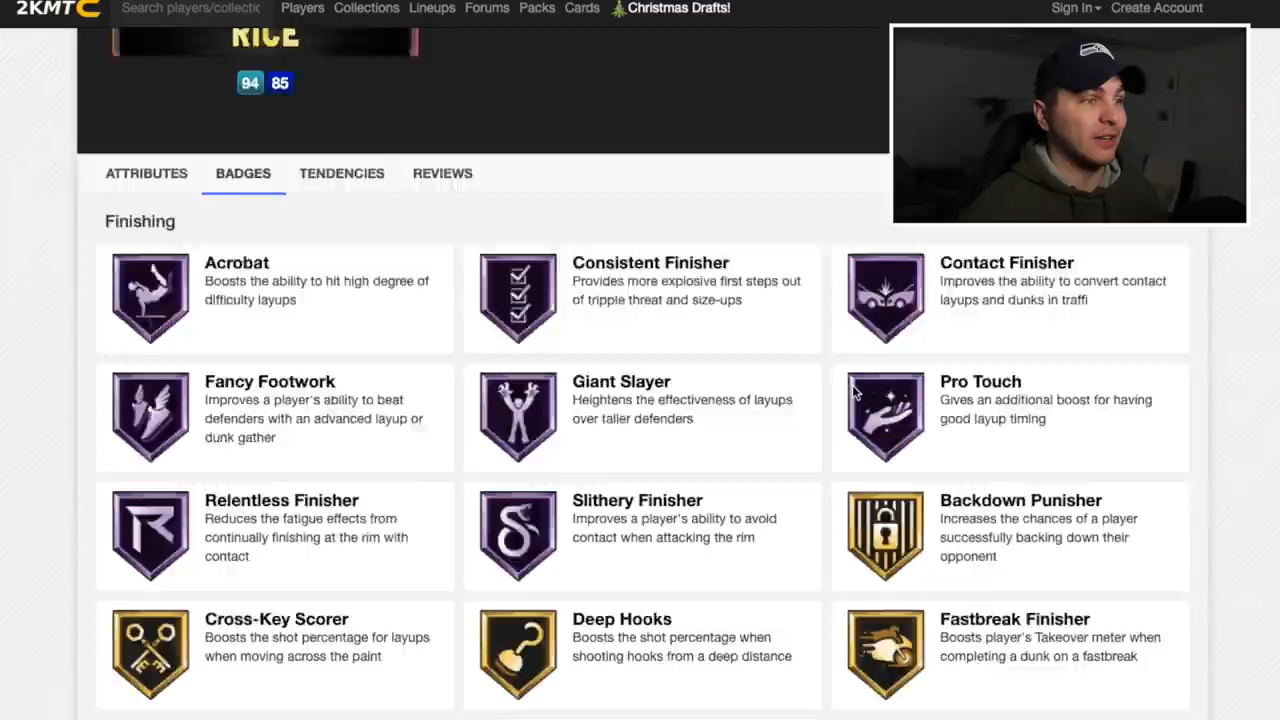 2KMTC Search players/collectic Players Collections Lineups Forums Packs Cards 🎄Christmas Drafts! Sign In Create Account
RICE
94 85
ATTRIBUTES BADGES TENDENCIES REVIEWS
Finishing
Acrobat
Boosts the ability to hit high degree of
difficulty layups
Consistent Finisher
Provides more explosive first steps out
of tripple threat and size-ups
Contact Finisher
Improves the ability to convert contact
layups and dunks in traffi
Fancy Footwork
Improves a player's ability to beat
defenders with an advanced layup or
dunk gather
Giant Slayer
Heightens the effectiveness of layups
over taller defenders
Pro Touch
Gives an additional boost for having
good layup timing
Relentless Finisher
Reduces the fatigue effects from
continually finishing at the rim with
contact
Slithery Finisher
Improves a player's ability to avoid
contact when attacking the rim
Backdown Punisher
Increases the chances of a player
successfully backing down their
opponent
Cross-Key Scorer
Boosts the shot percentage for layups
when moving across the paint
Deep Hooks
Boosts the shot percentage when
shooting hooks from a deep distance
Fastbreak Finisher
Boosts player's Takeover meter when
completing a dunk on a fastbreak